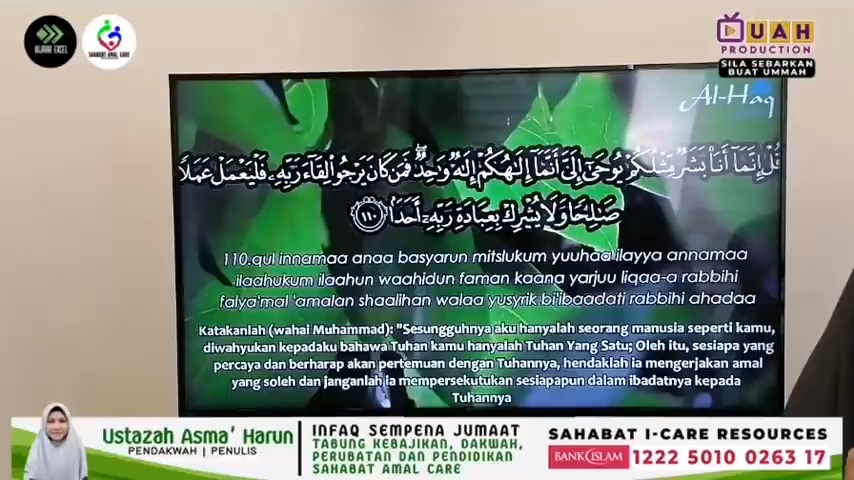 ALMAR EXCEL
SAHABAT AMAL CARE
DUAH
PRODUCTION
SILA SEBARKAN
BUAT UMMAH
Al-Haq
قُلْ إِنَّمَآ أَنَا۠ بَشَرٌ مِّثْلُكُمْ يُوحَىٰٓ إِلَىَّ أَنَّمَآ إِلَٰهُكُمْ إِلَٰهٌ وَٰحِدٌ ۖ فَمَن كَانَ يَرْجُوا۟ لِقَآءَ رَبِّهِۦ فَلْيَعْمَلْ عَمَلًا
صَٰلِحًا وَلَا يُشْرِكْ بِعِبَادَةِ رَبِّهِۦٓ أَحَدًۢا ﴿١١٠﴾
110.qul innamaa anaa basyarun mitslukum yuuhaa ilayya annamaa
ilaahukum ilaahun waahidun faman kaana yarjuu liqaa-a rabbihi
falya'mal 'amalan shaalihan walaa yusyrik bi'ibaadati rabbihi ahadaa
Katakanlah (wahai Muhammad): "Sesungguhnya aku hanyalah seorang manusia seperti kamu,
diwahyukan kepadaku bahawa Tuhan kamu hanyalah Tuhan Yang Satu; Oleh itu, sesiapa yang
percaya dan berharap akan pertemuan dengan Tuhannya, hendaklah ia mengerjakan amal
yang soleh dan janganlah ia mempersekutukan sesiapapun dalam ibadatnya kepada
Tuhannya
Ustazah Asma' Harun
PENDAKWAH | PENULIS
INFAQ SEMPENA JUMAAT
TABUNG KEBAJIKAN, DAKWAH,
PERUBATAN DAN PENDIDIKAN
SAHABAT AMAL CARE
SAHABAT I-CARE RESOURCES
BANK ISLAM
1222 5010 0263 17